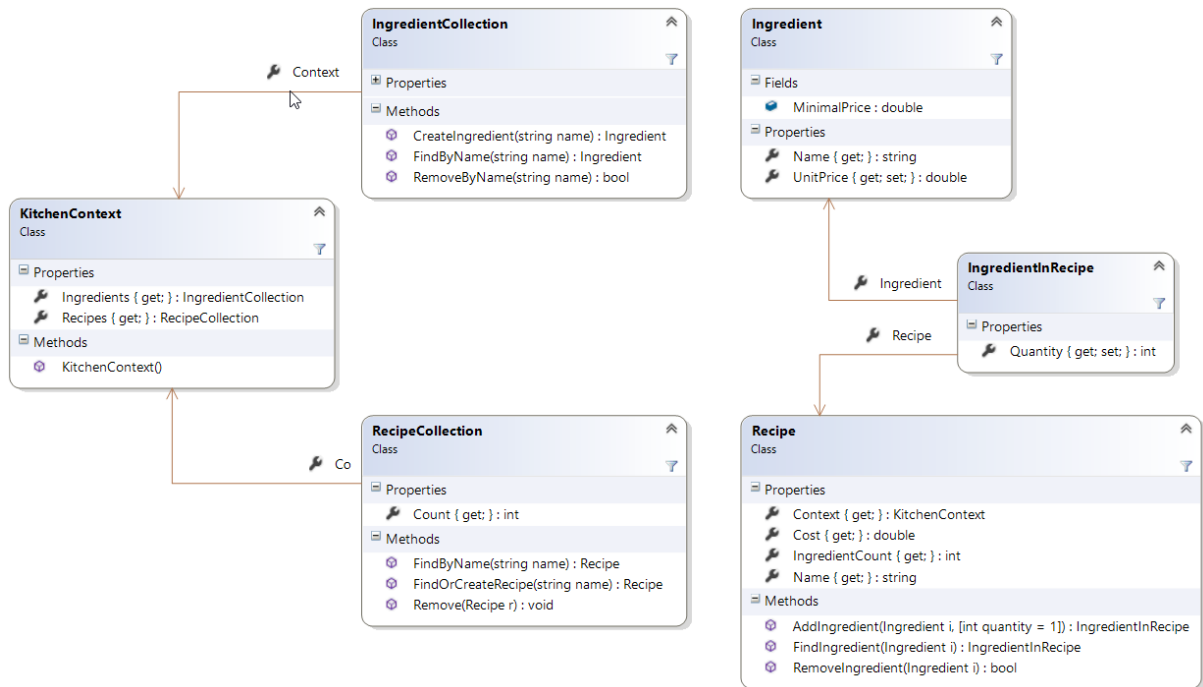 IngredientCollection
Class
Properties
Methods
CreateIngredient(string name) : Ingredient
FindByName(string name) : Ingredient
RemoveByName(string name) : bool
Ingredient
Class
Fields
MinimalPrice : double
Properties
Name { get; } : string
UnitPrice { get; set; } : double
Context
KitchenContext
Class
Properties
Ingredients { get; } : IngredientCollection
Recipes { get; } : RecipeCollection
Methods
KitchenContext()
Ingredient
Recipe
IngredientInRecipe
Class
Properties
Quantity { get; set; } : int
Co
RecipeCollection
Class
Properties
Count { get; } : int
Methods
FindByName(string name) : Recipe
FindOrCreateRecipe(string name) : Recipe
Remove(Recipe r) : void
Recipe
Class
Properties
Context { get; } : KitchenContext
Cost { get; } : double
IngredientCount { get; } : int
Name { get; } : string
Methods
AddIngredient(Ingredient i, [int quantity = 1]) : IngredientInRecipe
FindIngredient(Ingredient i) : IngredientInRecipe
RemoveIngredient(Ingredient i) : bool